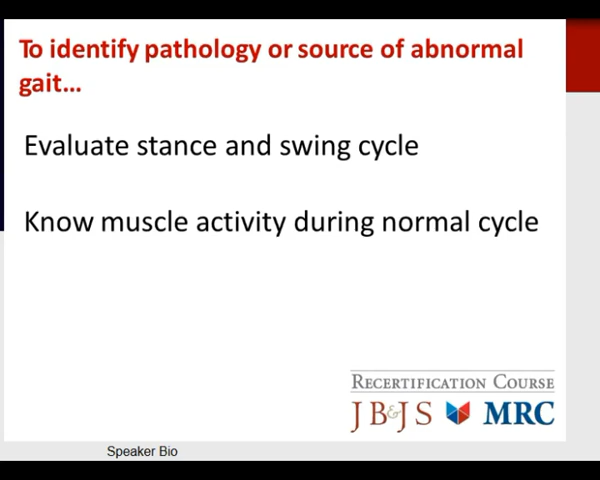 To identify pathology or source of abnormal
gait...
Evaluate stance and swing cycle
Know muscle activity during normal cycle
RECERTIFICATION COURSE
JB&JS MRC
Speaker Bio